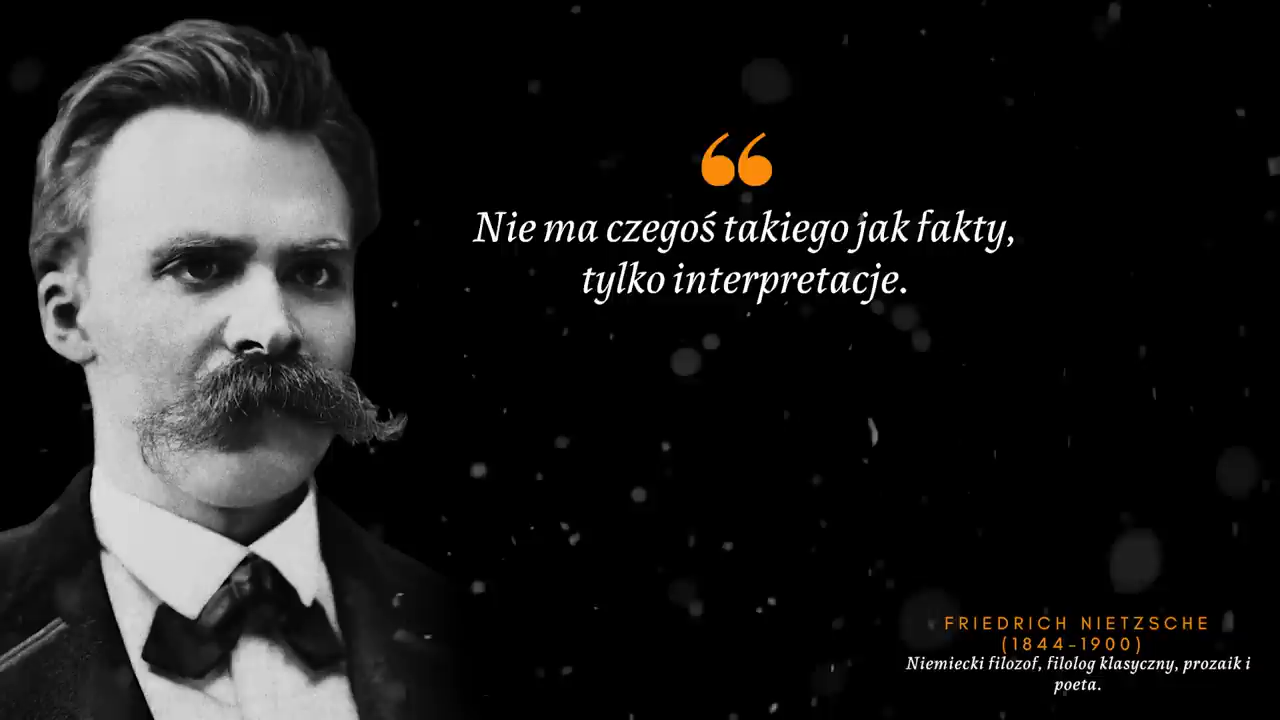 Nie ma czegoś takiego jak fakty,
tylko interpretacje.
FRIEDRICH NIETZSCHE
(1844-1900)
Niemiecki filozof, filolog klasyczny, prozaik i
poeta.